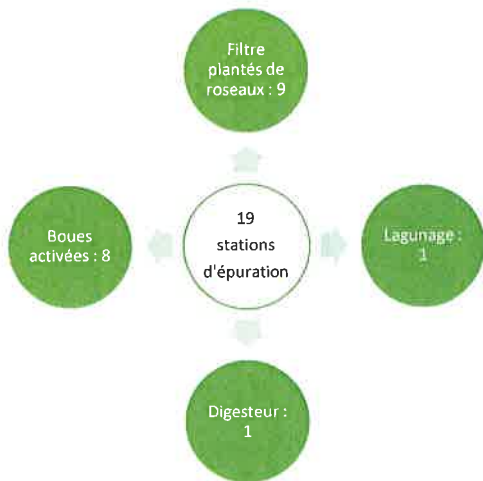 Filtre
plantés de
roseaux : 9
19
stations
d'épuration
Boues
activées : 8
Lagunage :
1
Digesteur :
1